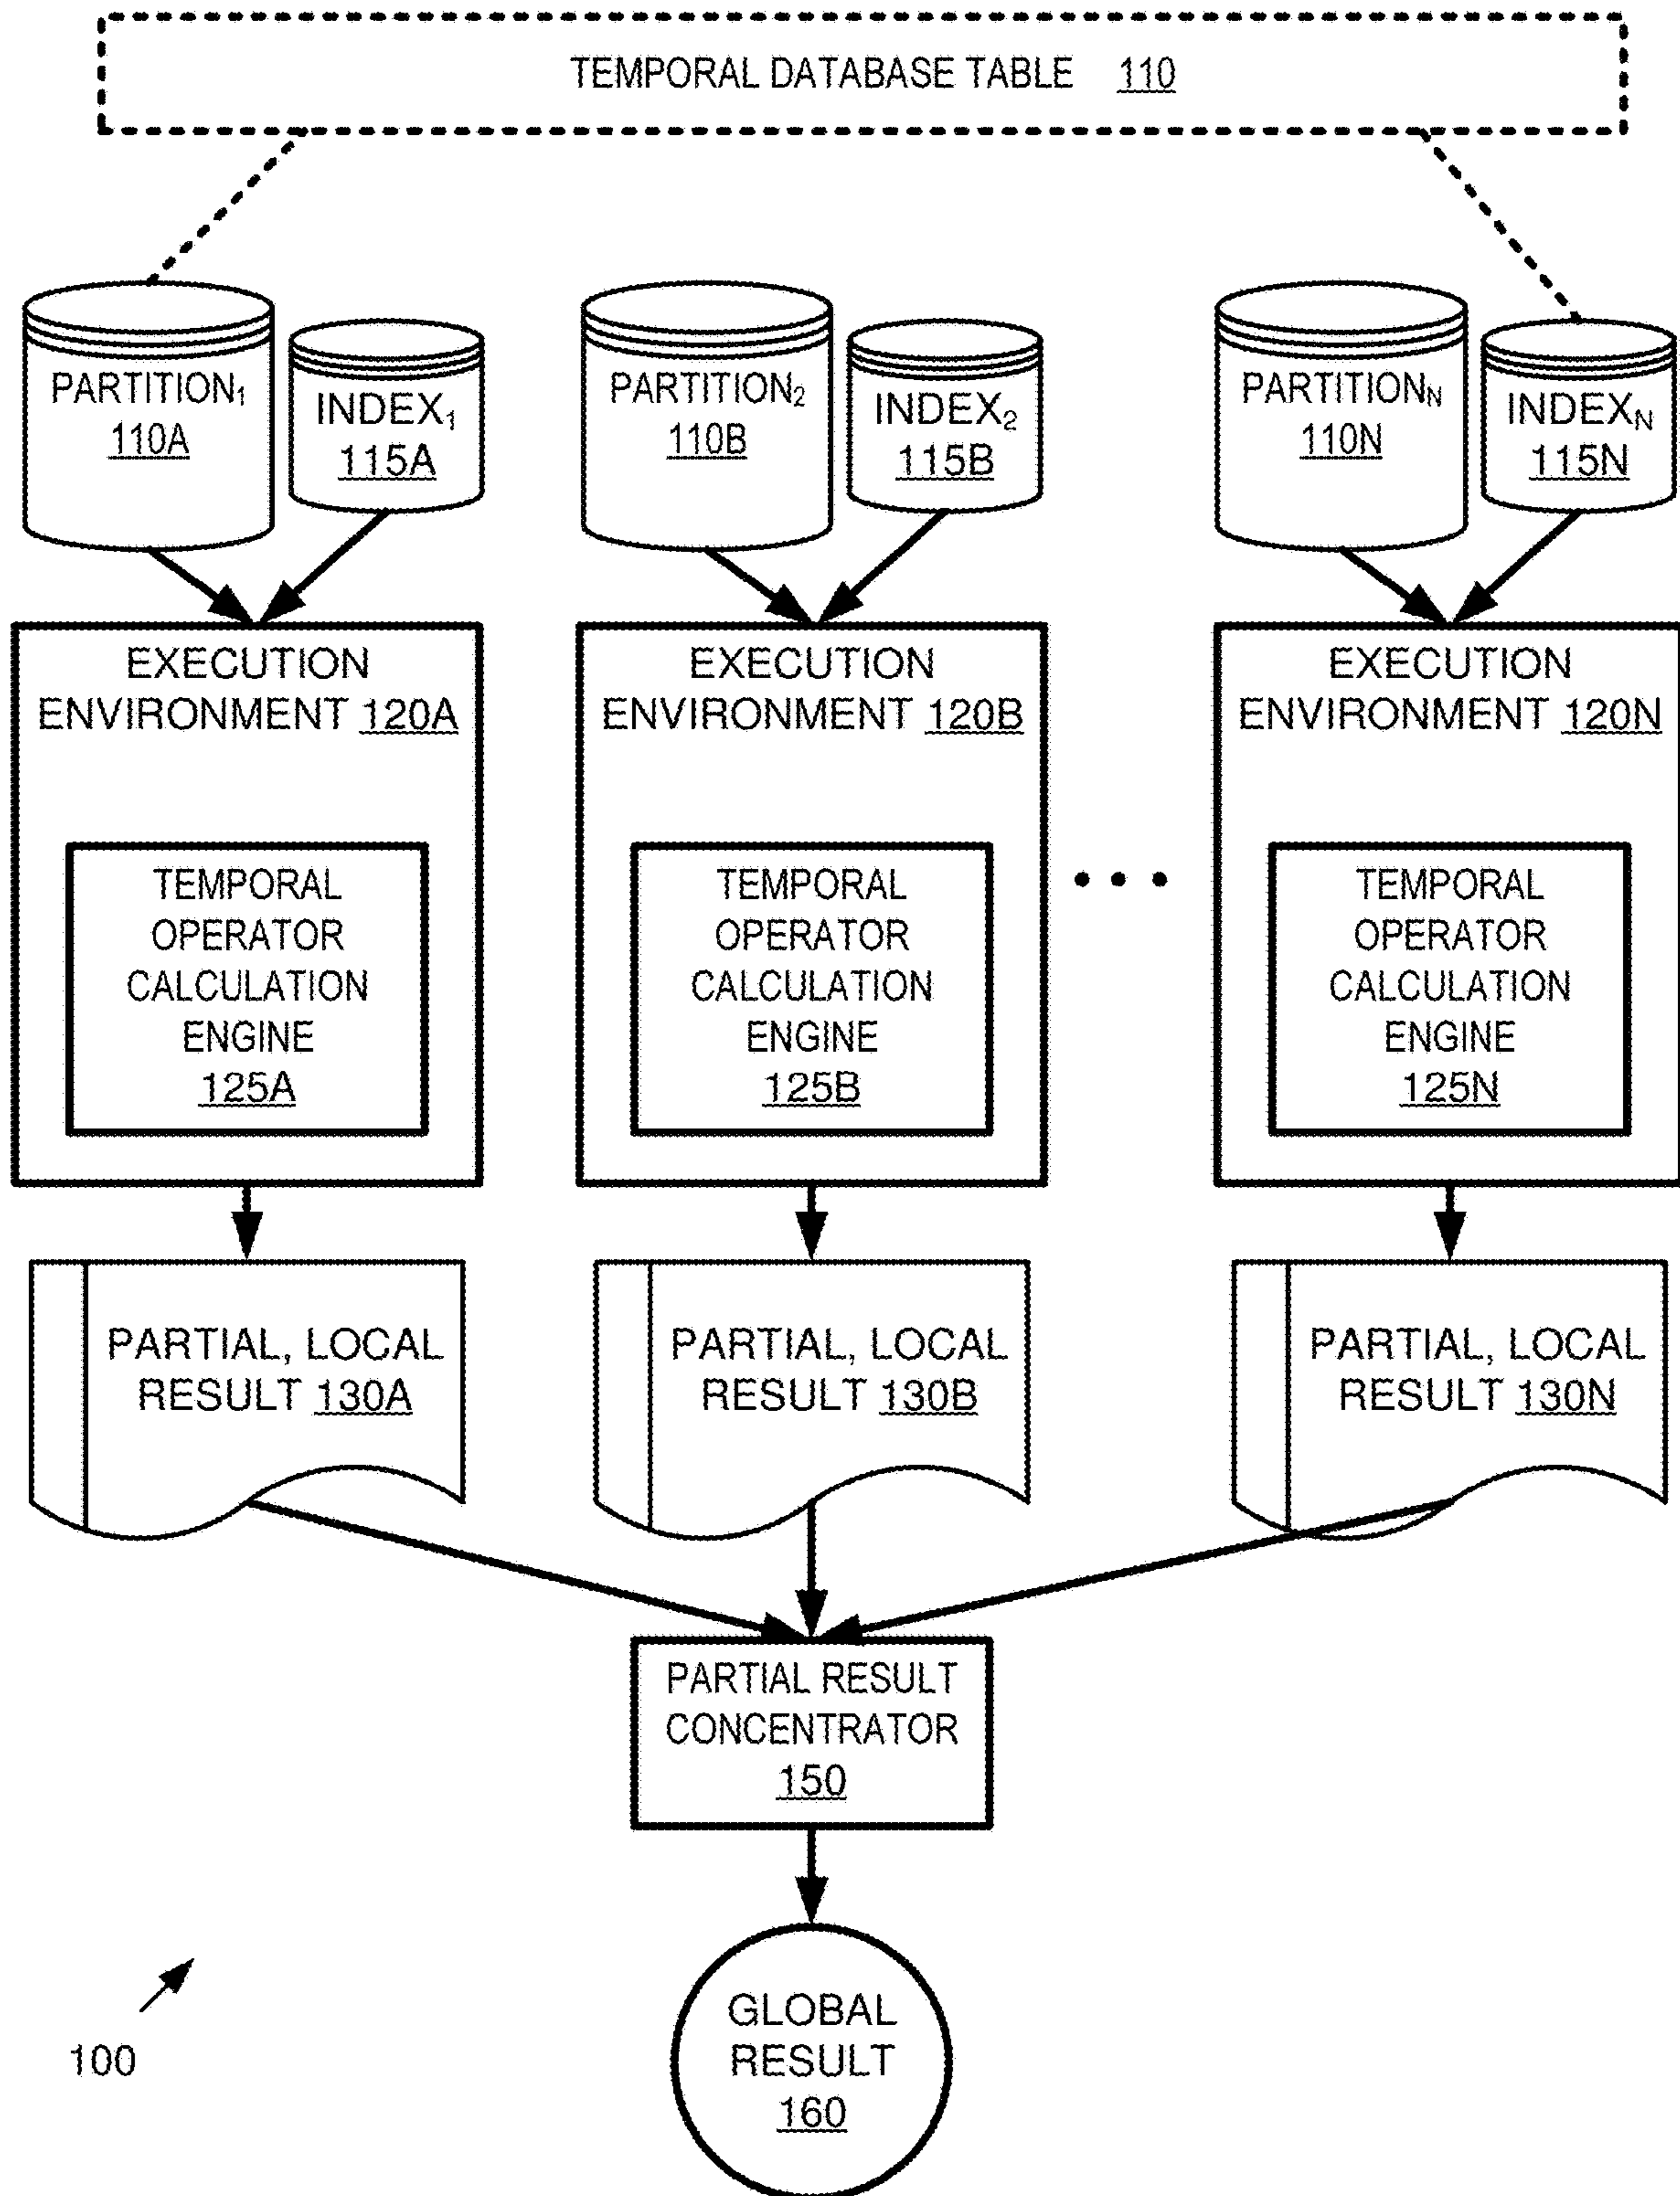 TEMPORAL DATABASE TABLE 110
PARTITION₁
110A
INDEX₁
115A
PARTITION₂
110B
INDEX₂
115B
PARTITIONN
110N
INDEXN
115N
EXECUTION
ENVIRONMENT 120A
TEMPORAL
OPERATOR
CALCULATION
ENGINE
125A
EXECUTION
ENVIRONMENT 120B
TEMPORAL
OPERATOR
CALCULATION
ENGINE
125B
• • •
EXECUTION
ENVIRONMENT 120N
TEMPORAL
OPERATOR
CALCULATION
ENGINE
125N
PARTIAL, LOCAL
RESULT 130A
PARTIAL, LOCAL
RESULT 130B
PARTIAL, LOCAL
RESULT 130N
PARTIAL RESULT
CONCENTRATOR
150
GLOBAL
RESULT
160
100